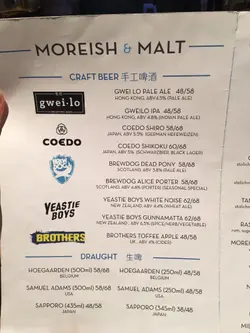 MOREISH & MALT
CRAFT BEER 手工啤酒
gwei·lo
GWEI·LO PALE ALE 48/58
HONG KONG, ABV 4.5% (PALE ALE)
GWEI·LO IPA 48/58
HONG KONG, ABV 4.8% (INDIAN PALE ALE)
COEDO
COEDO SHIRO 58/68
JAPAN, ABV 5.5% (GERMAN HEFEWEIZEN)
COEDO SHIKOKU 60/68
JAPAN, ABV 5% (SCHWARZBIER, BLACK LAGER)
BREWDOG DEAD PONY 58/68
SCOTLAND, ABV 3.8% (PALE ALE)
BREWDOG ALICE PORTER 58/68
SCOTLAND, ABV 6.8% (PORTER) (SEASONAL SPECIAL)
YEASTIE
BOYS
YEASTIE BOYS WHITE NOISE 62/68
NEW ZEALAND, ABV 4.4% (WHEAT ALE)
YEASTIE BOYS GUNNAMATTA 62/68
NEW ZEALAND, ABV 6.5% (SPICE/HERB/VEGETABLE)
BROTHERS
BROTHERS TOFFEE APPLE 48/58
UK, ABV 4% (CIDER)
DRAUGHT 生啤
HOEGAARDEN (500ml) 58/68
BELGIUM
HOEGAARDEN (250ml) 48/58
BELGIUM
SAMUEL ADAMS (500ml) 58/68
USA
SAMUEL ADAMS (250ml) 48/58
USA
SAPPORO (435ml) 48/58
JAPAN
SAPPORO (345ml) 38/48
JAPAN